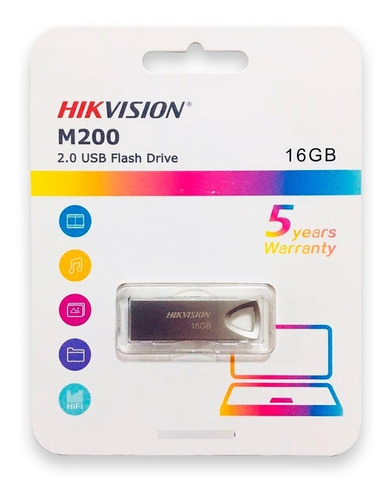 HIKVISION®
M200
2.0 USB Flash Drive
16GB
5 years
Warranty
HIKVISION
16GB
HiFi